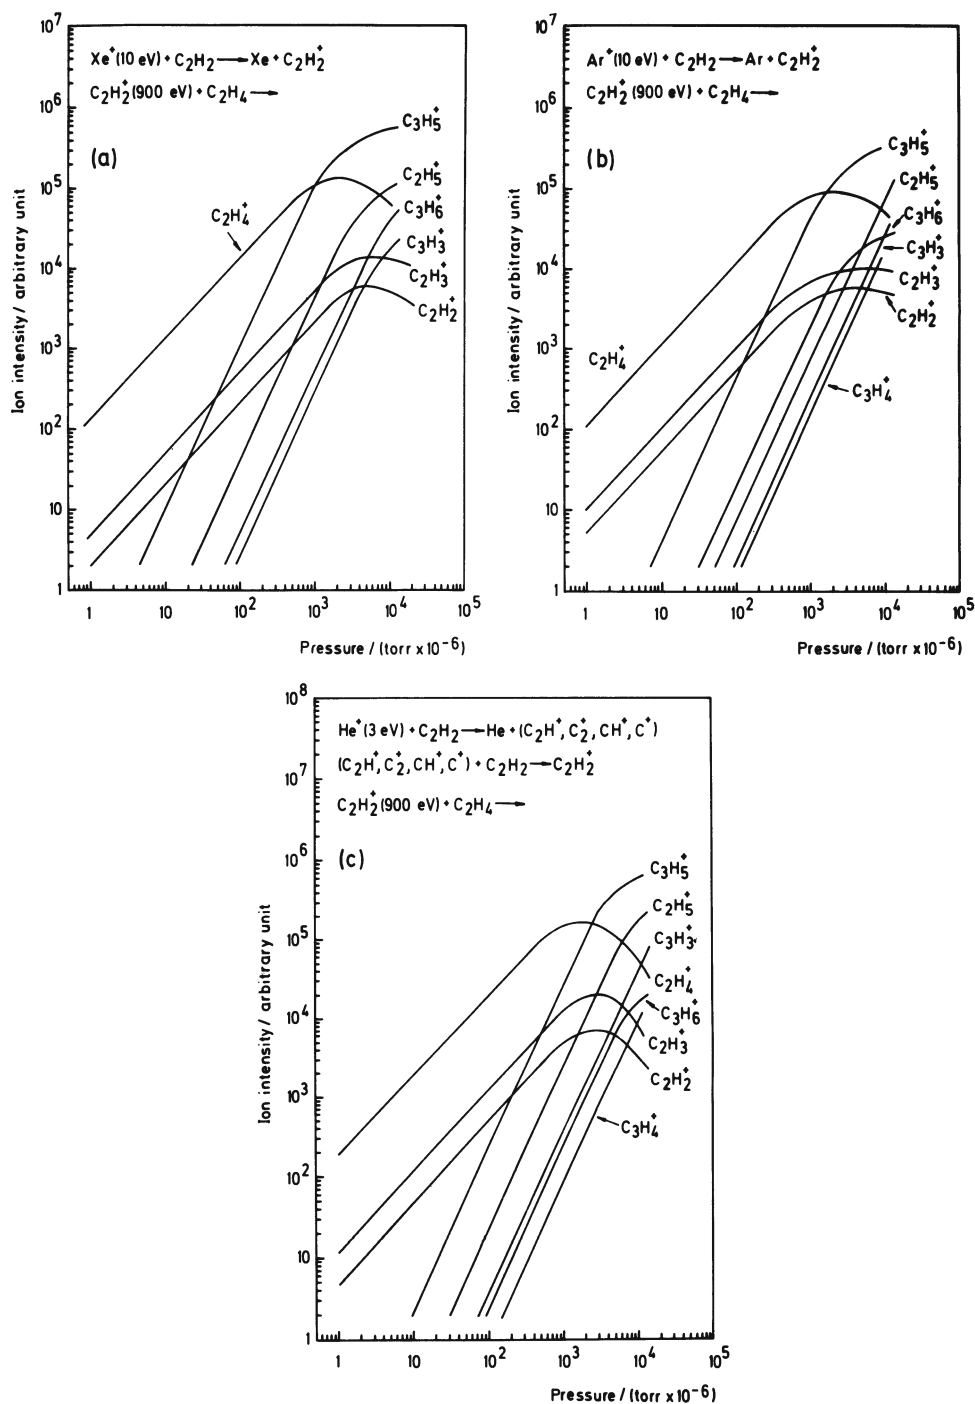 10⁷
Xe⁺(10 eV) + C₂H₂ ⟶ Xe + C₂H₂⁺
C₂H₂⁺(900 eV) + C₂H₄ ⟶
10⁶
C₃H₅⁺
(a)
C₂H₅⁺
10⁵
C₂H₄⁺
C₃H₆⁺
C₃H₃⁺
10⁴
C₂H₃⁺
C₂H₂⁺
10³
10²
10
1
Ion intensity / arbitrary unit
1 10 10² 10³ 10⁴ 10⁵
Pressure / (torr x 10⁻⁶)
10⁷
Ar⁺(10 eV) + C₂H₂ ⟶ Ar + C₂H₂⁺
C₂H₂⁺(900 eV) + C₂H₄ ⟶
10⁶
C₃H₅⁺
(b)
C₂H₅⁺
10⁵
C₃H₆⁺
C₃H₃⁺
10⁴
C₂H₃⁺
C₂H₂⁺
10³
C₂H₄⁺
C₃H₄⁺
10²
10
1
Ion intensity / arbitrary unit
1 10 10² 10³ 10⁴ 10⁵
Pressure / (torr x 10⁻⁶)
10⁸
He⁺(3 eV) + C₂H₂ ⟶ He + (C₂H⁺, C₂⁺, CH⁺, C⁺)
(C₂H⁺, C₂⁺, CH⁺, C⁺) + C₂H₂ ⟶ C₂H₂⁺
10⁷
C₂H₂⁺(900 eV) + C₂H₄ ⟶
10⁶
(c)
C₃H₅⁺
C₂H₅⁺
10⁵
C₃H₃⁺
C₂H₄⁺
C₃H₆⁺
10⁴
C₂H₃⁺
C₂H₂⁺
10³
C₃H₄⁺
10²
10
1
Ion intensity / arbitrary unit
1 10 10² 10³ 10⁴ 10⁵
Pressure / (torr x 10⁻⁶)